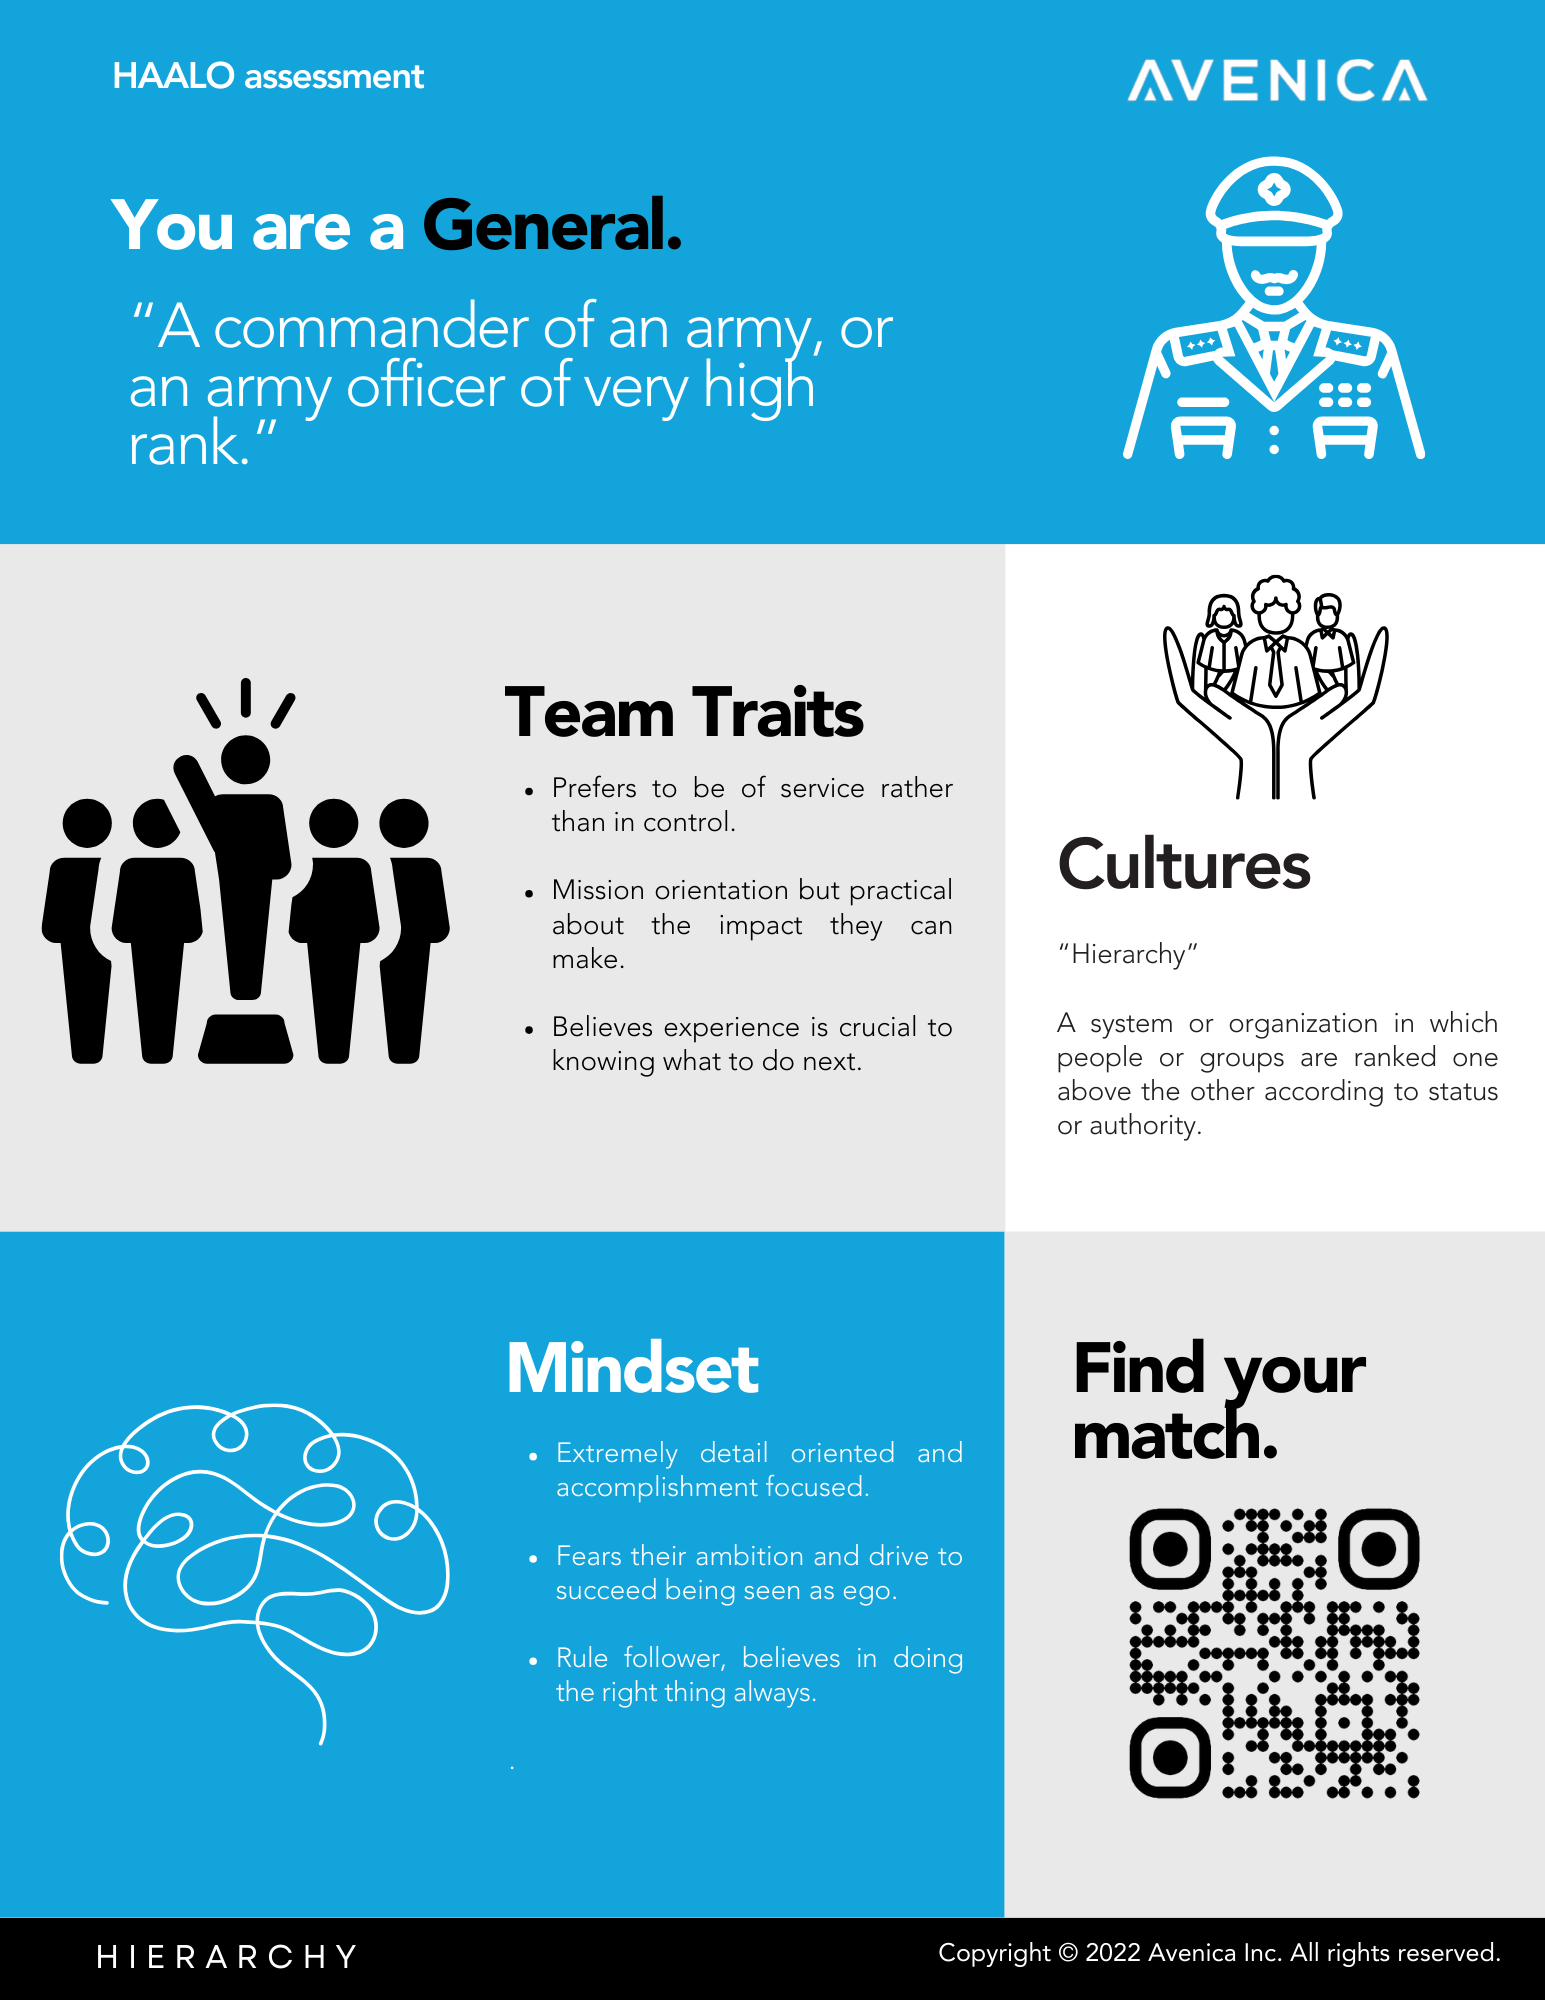 HAALO assessment
AVENICA
You are a General.
“A commander of an army, or
an army officer of very high
rank.”
Team Traits
• Prefers to be of service rather
than in control.
• Mission orientation but practical
about the impact they can
make.
• Believes experience is crucial to
knowing what to do next.
Cultures
“Hierarchy”
A system or organization in which
people or groups are ranked one
above the other according to status
or authority.
Mindset
• Extremely detail oriented and
accomplishment focused.
• Fears their ambition and drive to
succeed being seen as ego.
• Rule follower, believes in doing
the right thing always.
.
Find your
match.
HIERARCHY
Copyright © 2022 Avenica Inc. All rights reserved.